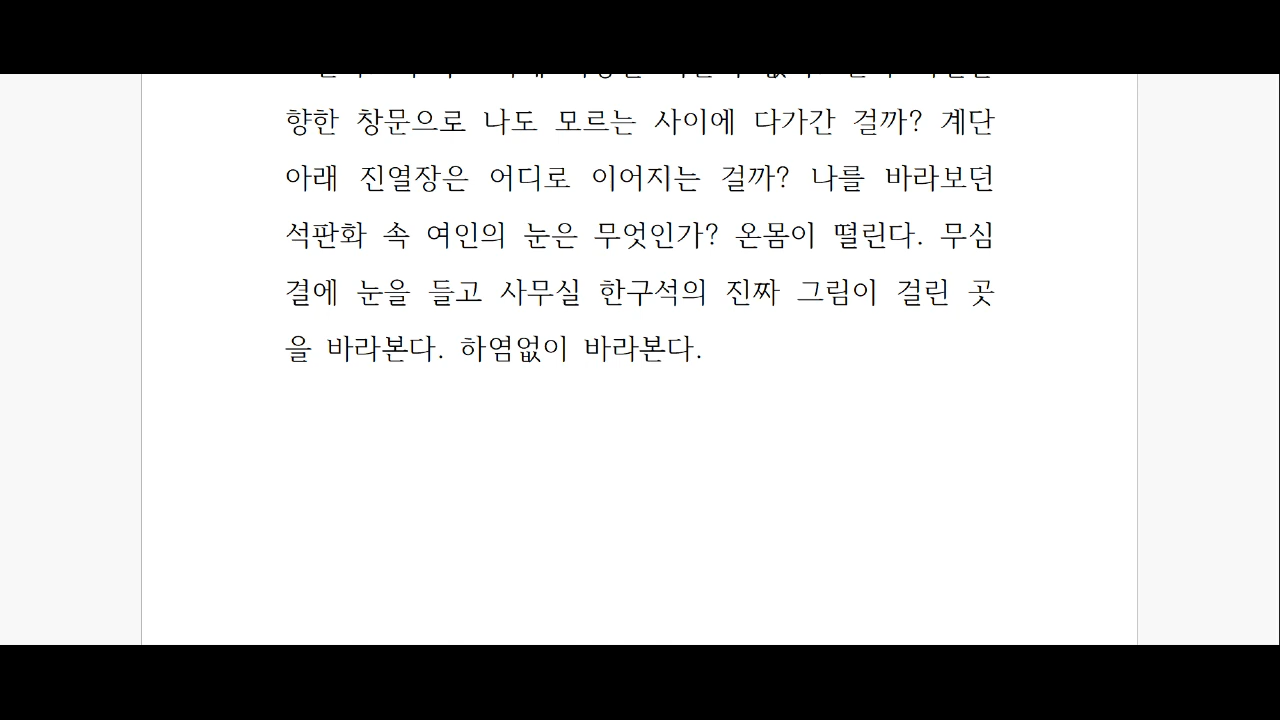 향한 창문으로 나도 모르는 사이에 다가간 걸까? 계단
아래 진열장은 어디로 이어지는 걸까? 나를 바라보던
석판화 속 여인의 눈은 무엇인가? 온몸이 떨린다. 무심
결에 눈을 들고 사무실 한구석의 진짜 그림이 걸린 곳
을 바라본다. 하염없이 바라본다.